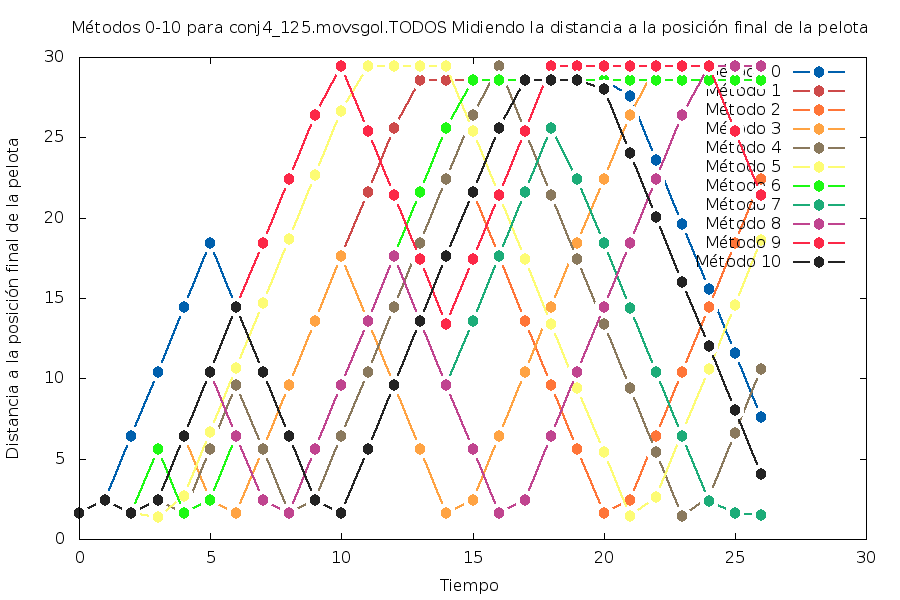 Métodos 0-10 para conj4_125.movsgol.TODOS Midiendo la distancia a la posición final de la pelota
Distancia a la posición final de la pelota
30
25
20
15
10
5
0
Método 0
Método 1
Método 2
Método 3
Método 4
Método 5
Método 6
Método 7
Método 8
Método 9
Método 10
0 5 10 15 20 25 30
Tiempo